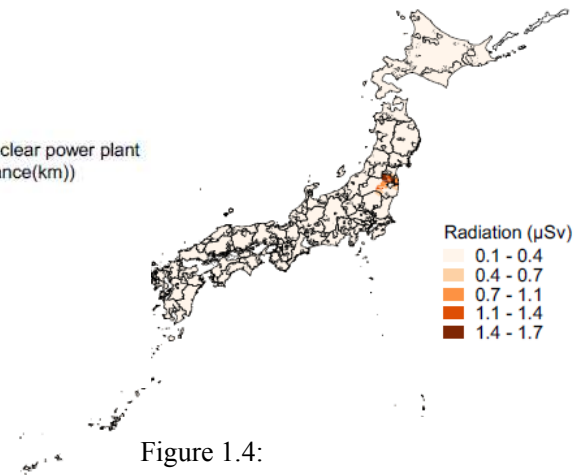 clear power plant
ance(km))
Radiation (μSv)
0.1 - 0.4
0.4 - 0.7
0.7 - 1.1
1.1 - 1.4
1.4 - 1.7
Figure 1.4: